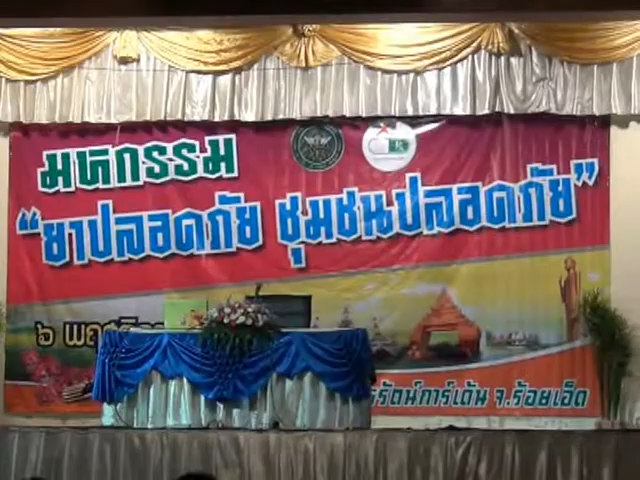 มหกรรม
“ยาปลอดภัย ชุมชนปลอดภัย”
๖
รัตน์การ์เด้น จ.ร้อยเอ็ด